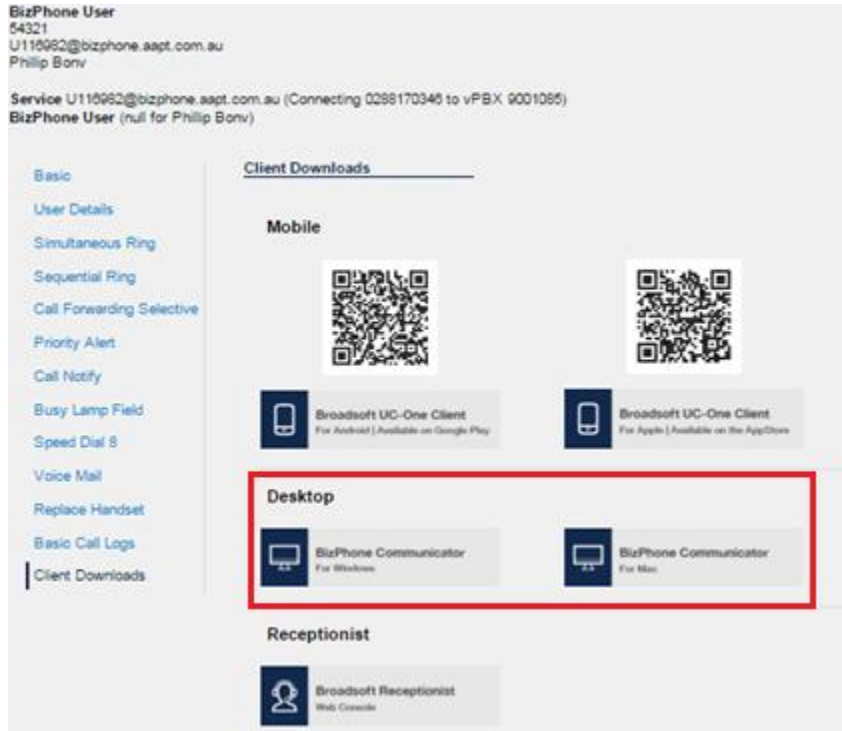 BizPhone User
54321
U116982@bizphone.aapt.com.au
Phillip Bonv
Service U116982@bizphone.aapt.com.au (Connecting 0288170346 to vPBX 9001085)
BizPhone User (null for Phillip Bonv)
Basic
User Details
Simultaneous Ring
Sequential Ring
Call Forwarding Selective
Priority Alert
Call Notify
Busy Lamp Field
Speed Dial 8
Voice Mail
Replace Handset
Basic Call Logs
Client Downloads
Client Downloads
Mobile
Broadsoft UC-One Client
For Android | Available on Google Play
Broadsoft UC-One Client
For Apple | Available on the AppStore
Desktop
BizPhone Communicator
For Windows
BizPhone Communicator
For Mac
Receptionist
Broadsoft Receptionist
Web Console